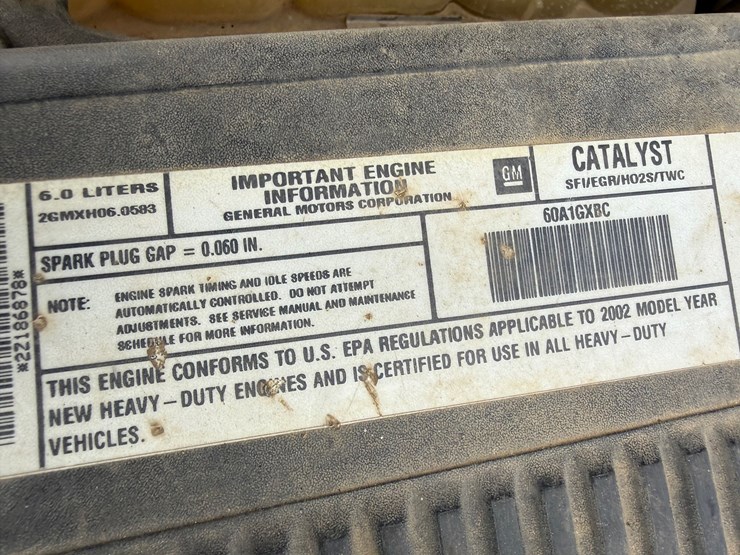 *22186878*
6.0 LITERS
2GMXH06.0583
IMPORTANT ENGINE
INFORMATION
GENERAL MOTORS CORPORATION
GM
CATALYST
SFI/EGR/HO2S/TWC
SPARK PLUG GAP = 0.060 IN.
60A1GXBC
NOTE: ENGINE SPARK TIMING AND IDLE SPEEDS ARE
AUTOMATICALLY CONTROLLED. DO NOT ATTEMPT
ADJUSTMENTS. SEE SERVICE MANUAL AND MAINTENANCE
SCHEDULE FOR MORE INFORMATION.
THIS ENGINE CONFORMS TO U.S. EPA REGULATIONS APPLICABLE TO 2002 MODEL YEAR
NEW HEAVY-DUTY ENGINES AND IS CERTIFIED FOR USE IN ALL HEAVY-DUTY
VEHICLES.